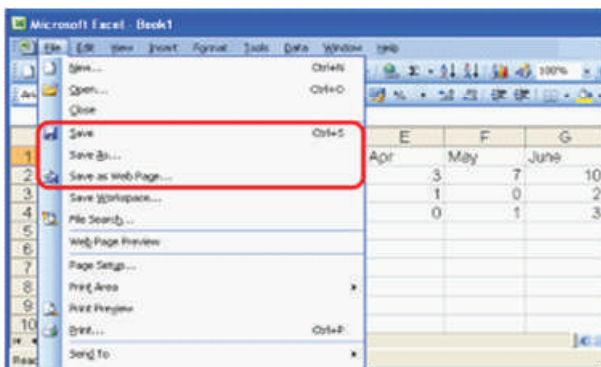 Microsoft Excel - Book1
File Edit View Insert Format Tools Data Window Help
New... Ctrl+N
100%
Open... Ctrl+O
Close
Save Ctrl+S
E F G
Save As...
1 Apr May June
Save as Web Page...
2 3 7 10
Save Workspace...
3 1 0 2
File Search...
4 0 1 3
5
Web Page Preview
6
Page Setup...
7
Print Area
8
Print Preview
9
Print... Ctrl+P
10
Send To